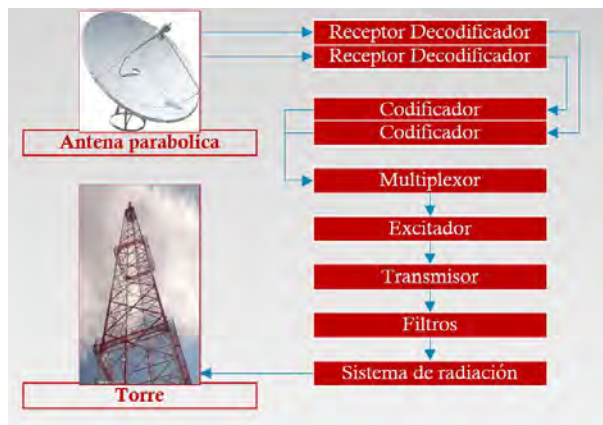 Receptor Decodificador
Receptor Decodificador
Antena parabolica
Codificador
Codificador
Multiplexor
Excitador
Transmisor
Filtros
Sistema de radiación
Torre